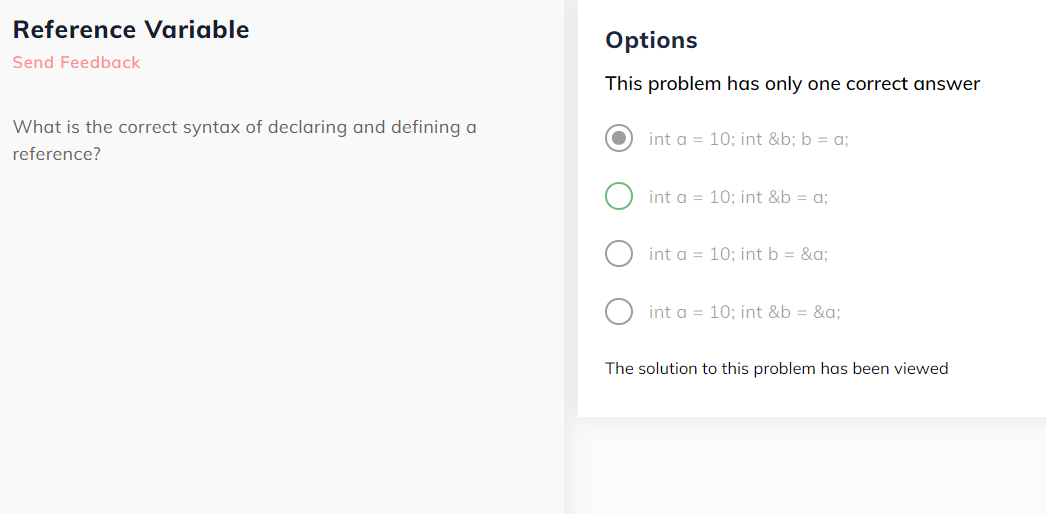 Reference Variable
Send Feedback
What is the correct syntax of declaring and defining a
reference?
Options
This problem has only one correct answer
int a = 10; int &b; b = a;
int a = 10; int &b = a;
int a = 10; int b = &a;
int a = 10; int &b = &a;
The solution to this problem has been viewed